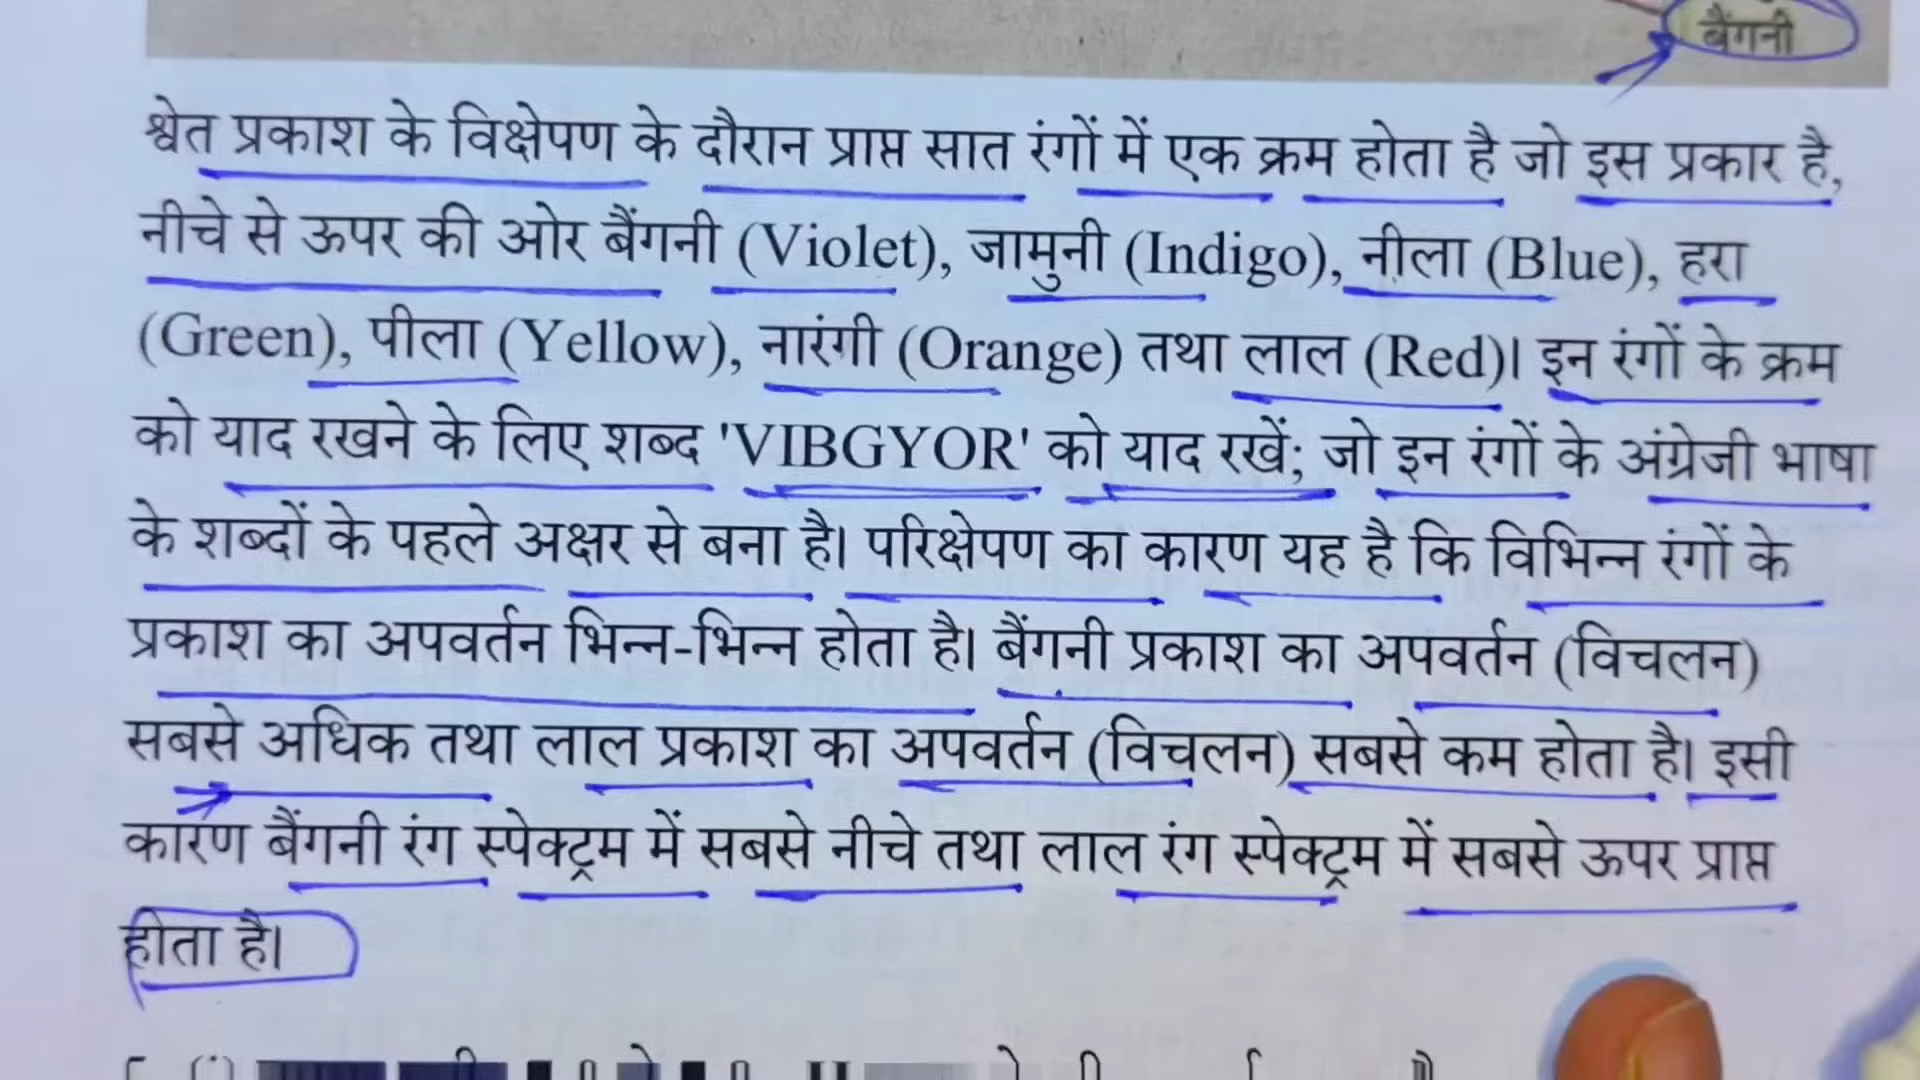 बैंगनी
श्वेत प्रकाश के विक्षेपण के दौरान प्राप्त सात रंगों में एक क्रम होता है जो इस प्रकार है,
नीचे से ऊपर की ओर बैंगनी (Violet), जामुनी (Indigo), नीला (Blue), हरा
(Green), पीला (Yellow), नारंगी (Orange) तथा लाल (Red)। इन रंगों के क्रम
को याद रखने के लिए शब्द 'VIBGYOR' को याद रखें; जो इन रंगों के अंग्रेजी भाषा
के शब्दों के पहले अक्षर से बना है। परिक्षेपण का कारण यह है कि विभिन्न रंगों के
प्रकाश का अपवर्तन भिन्न-भिन्न होता है। बैंगनी प्रकाश का अपवर्तन (विचलन)
सबसे अधिक तथा लाल प्रकाश का अपवर्तन (विचलन) सबसे कम होता है। इसी
कारण बैंगनी रंग स्पेक्ट्रम में सबसे नीचे तथा लाल रंग स्पेक्ट्रम में सबसे ऊपर प्राप्त
होता है।